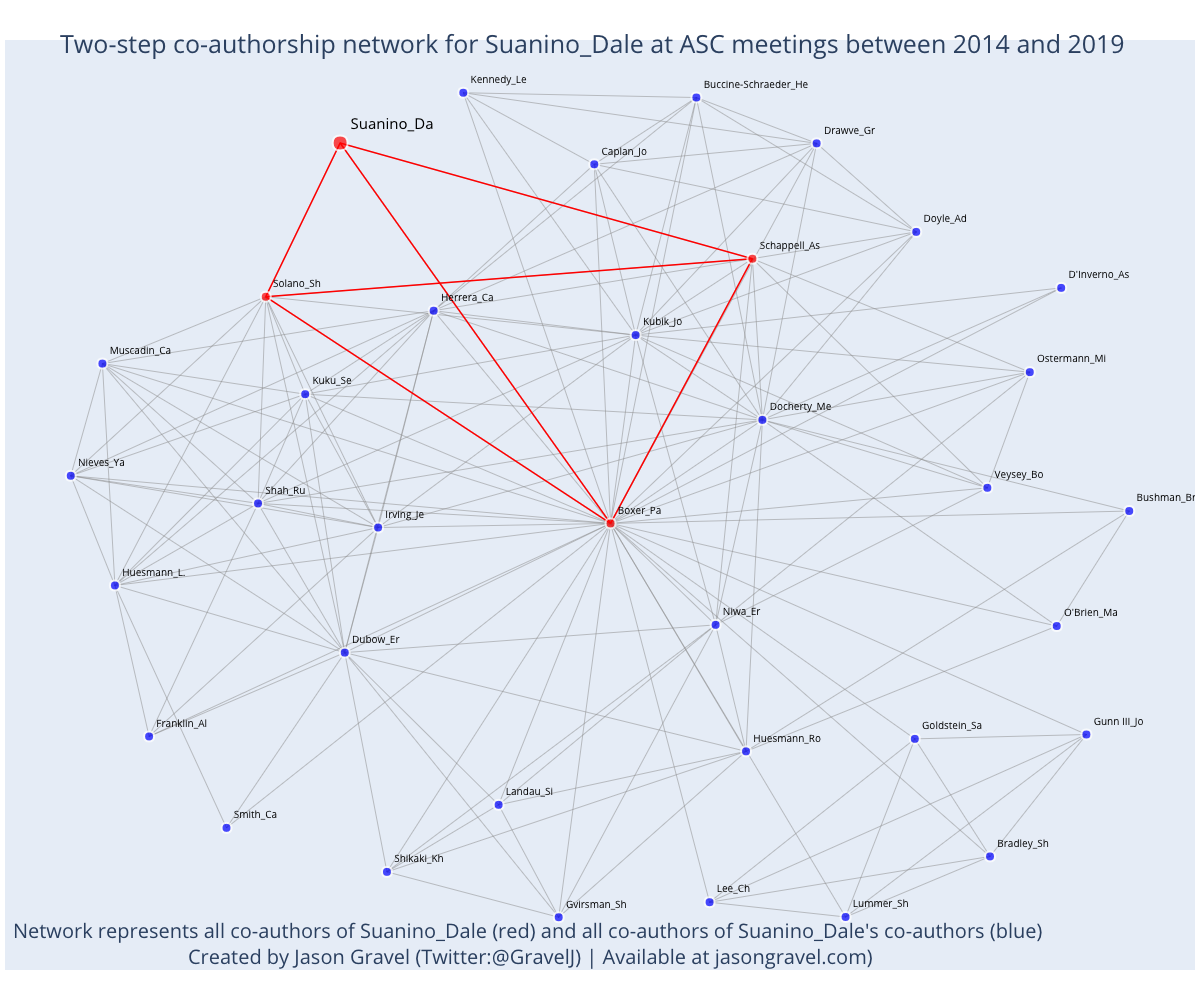 Two-step co-authorship network for Suanino_Dale at ASC meetings between 2014 and 2019
Kennedy_Le
Buccine-Schraeder_He
Suanino_Da
Drawve_Gr
Caplan_Jo
Doyle_Ad
Schappell_As
D'Inverno_As
Solano_Sh
Herrera_Ca
Kubik_Jo
Muscadin_Ca
Ostermann_Mi
Kuku_Se
Docherty_Me
Nieves_Ya
Veysey_Bo
Shah_Ru
Bushman_Br
Irving_Je
Boxer_Pa
Huesmann_L.
Niwa_Er
O'Brien_Ma
Dubow_Er
Franklin_Al
Gunn III_Jo
Goldstein_Sa
Huesmann_Ro
Landau_Si
Smith_Ca
Bradley_Sh
Shikaki_Kh
Lee_Ch
Gvirsman_Sh
Lummer_Sh
Network represents all co-authors of Suanino_Dale (red) and all co-authors of Suanino_Dale's co-authors (blue)
Created by Jason Gravel (Twitter:@GravelJ) | Available at jasongravel.com)